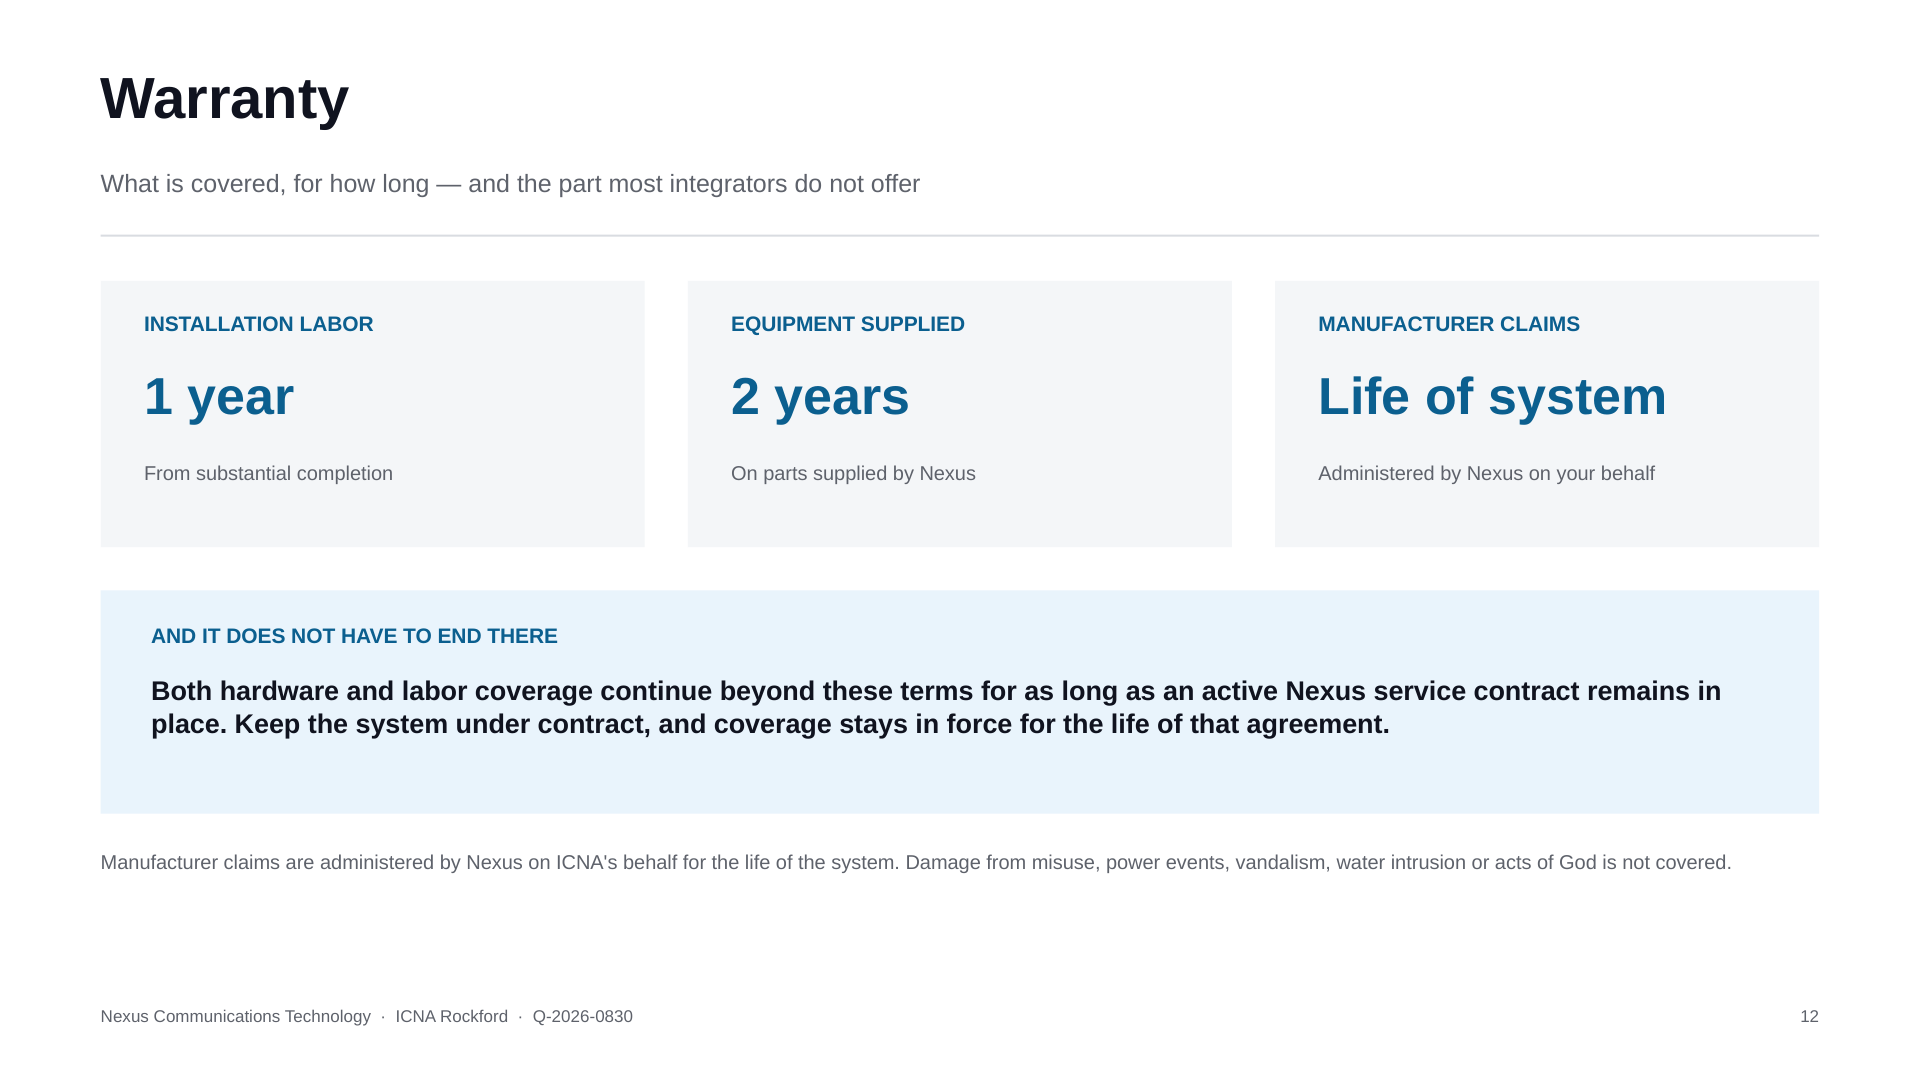 Warranty
What is covered, for how long — and the part most integrators do not offer
INSTALLATION LABOR
1 year
From substantial completion
EQUIPMENT SUPPLIED
2 years
On parts supplied by Nexus
MANUFACTURER CLAIMS
Life of system
Administered by Nexus on your behalf
AND IT DOES NOT HAVE TO END THERE
Both hardware and labor coverage continue beyond these terms for as long as an active Nexus service contract remains in
place. Keep the system under contract, and coverage stays in force for the life of that agreement.
Manufacturer claims are administered by Nexus on ICNA's behalf for the life of the system. Damage from misuse, power events, vandalism, water intrusion or acts of God is not covered.
Nexus Communications Technology · ICNA Rockford · Q-2026-0830
12